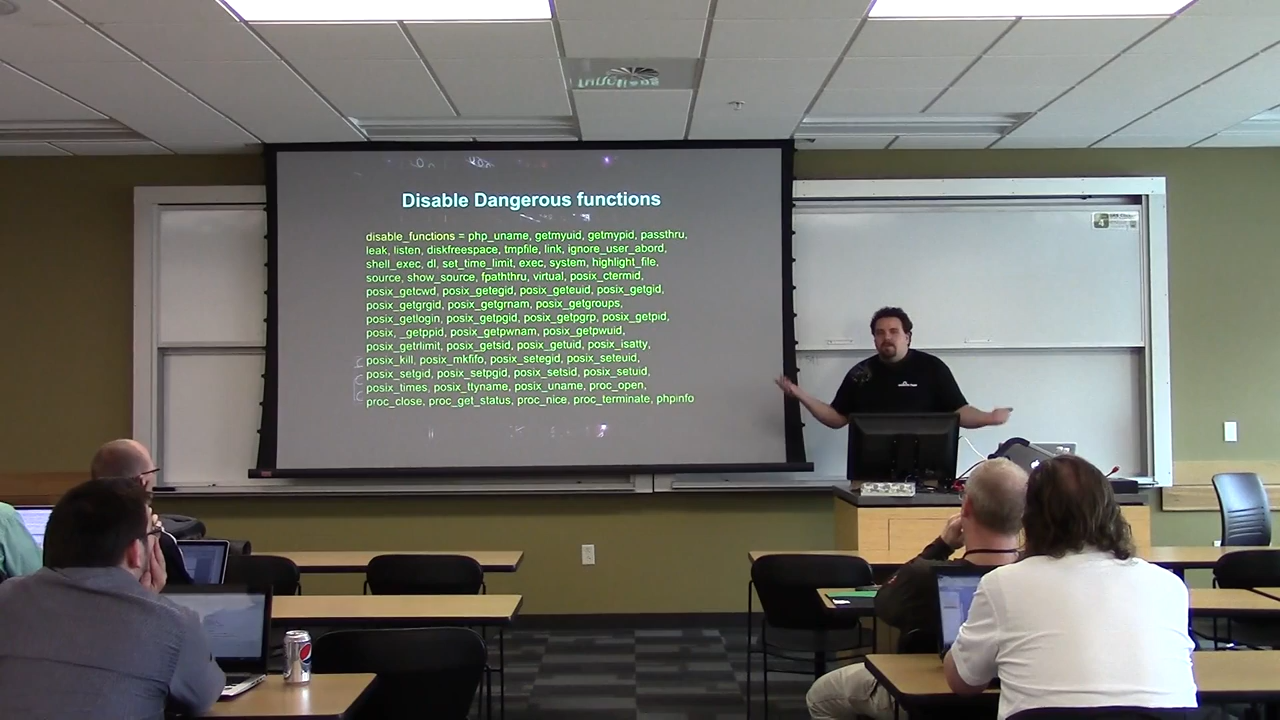 Disable Dangerous functions
disable_functions = php_uname, getmyuid, getmypid, passthru,
leak, listen, diskfreespace, tmpfile, link, ignore_user_abord,
shell_exec, dl, set_time_limit, exec, system, highlight_file,
source, show_source, fpaththru, virtual, posix_ctermid,
posix_getcwd, posix_getegid, posix_geteuid, posix_getgid,
posix_getgrgid, posix_getgrnam, posix_getgroups,
posix_getlogin, posix_getpgid, posix_getpgrp, posix_getpid,
posix, _getppid, posix_getpwnam, posix_getpwuid,
posix_getrlimit, posix_getsid, posix_getuid, posix_isatty,
posix_kill, posix_mkfifo, posix_setegid, posix_seteuid,
posix_setgid, posix_setpgid, posix_setsid, posix_setuid,
posix_times, posix_ttyname, posix_uname, proc_open,
proc_close, proc_get_status, proc_nice, proc_terminate, phpinfo